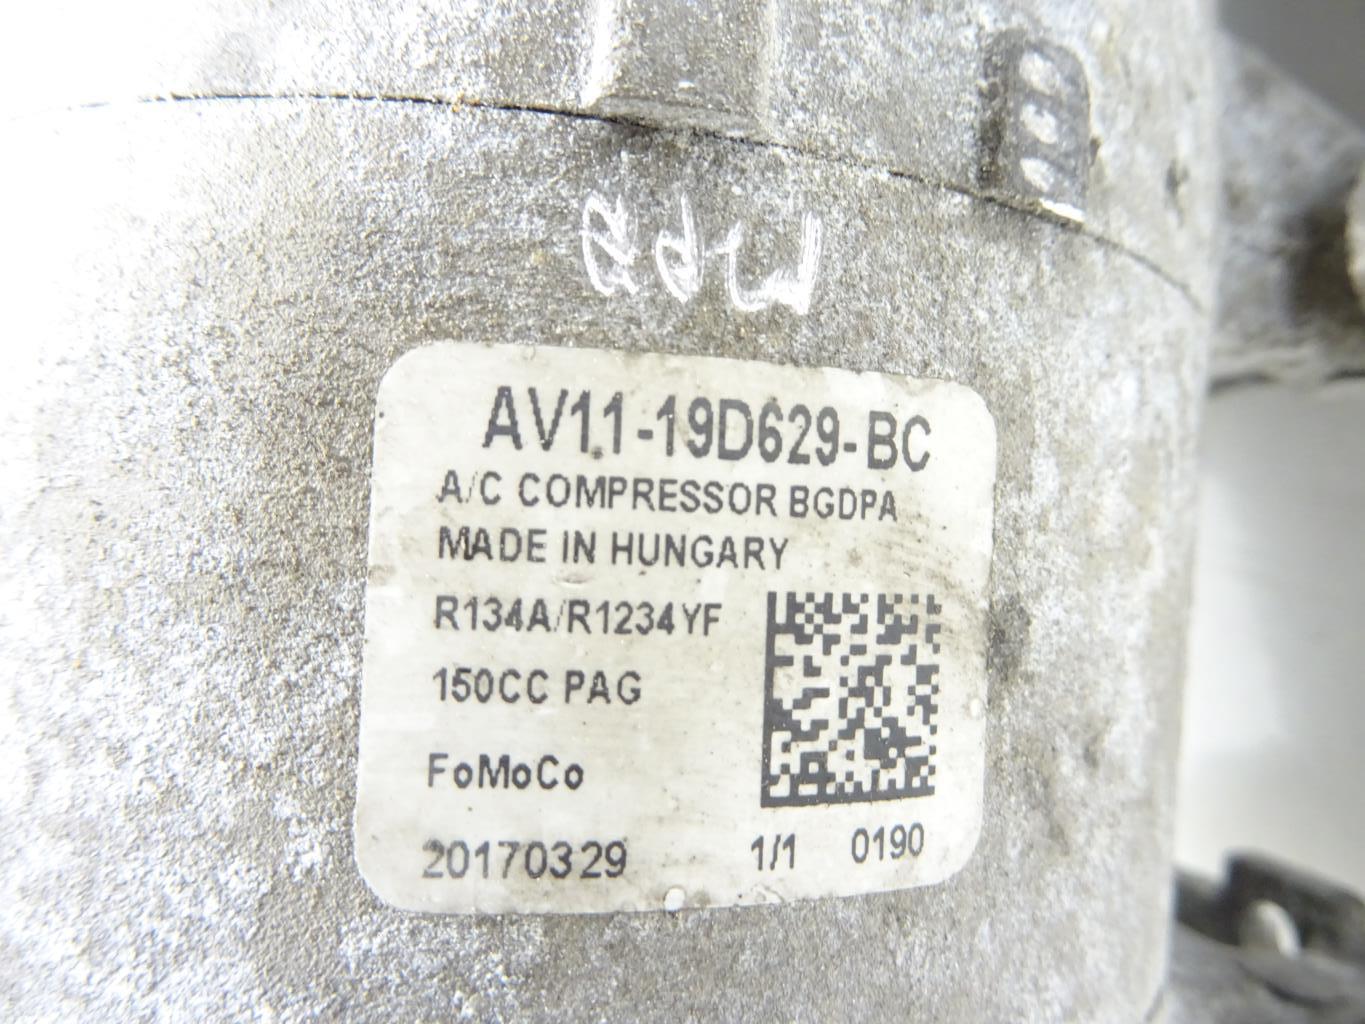 AV11-19D629-BC
A/C COMPRESSOR BGDPA
MADE IN HUNGARY
R134A/R1234YF
150CC PAG
FoMoCo
20170329 1/1 0190